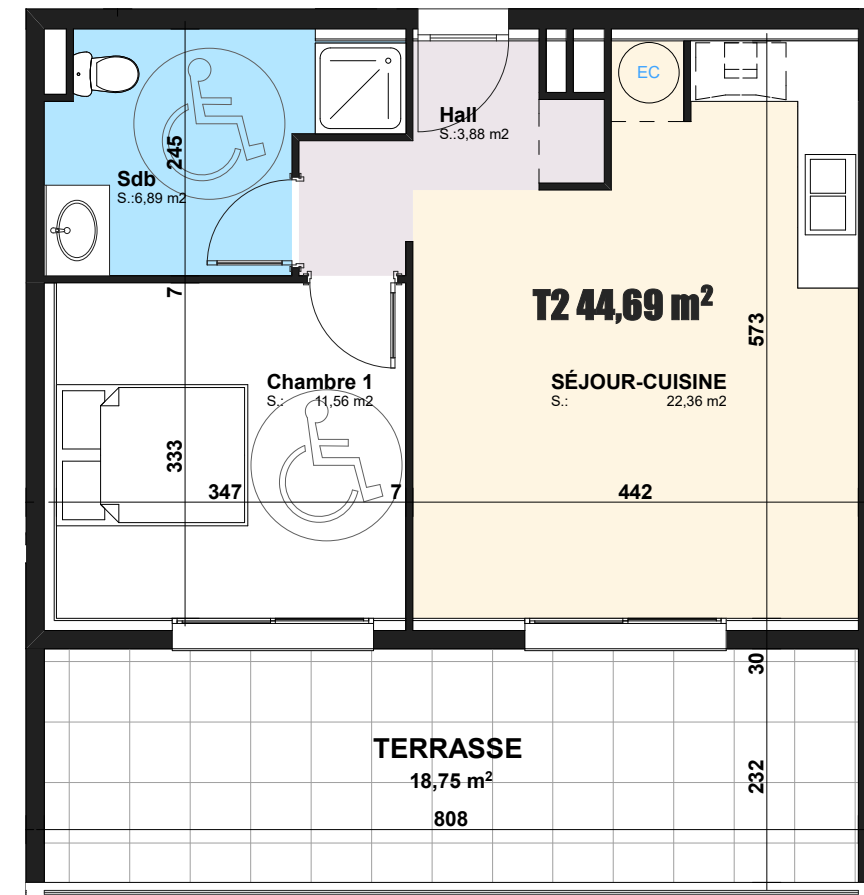 EC
Hall
S.:3,88 m2
245
Sdb
S.:6,89 m2
7
T2 44,69 m²
573
Chambre 1
S.: 11,56 m2
SÉJOUR-CUISINE
S.: 22,36 m2
333
347
7
442
30
TERRASSE
18,75 m²
232
808